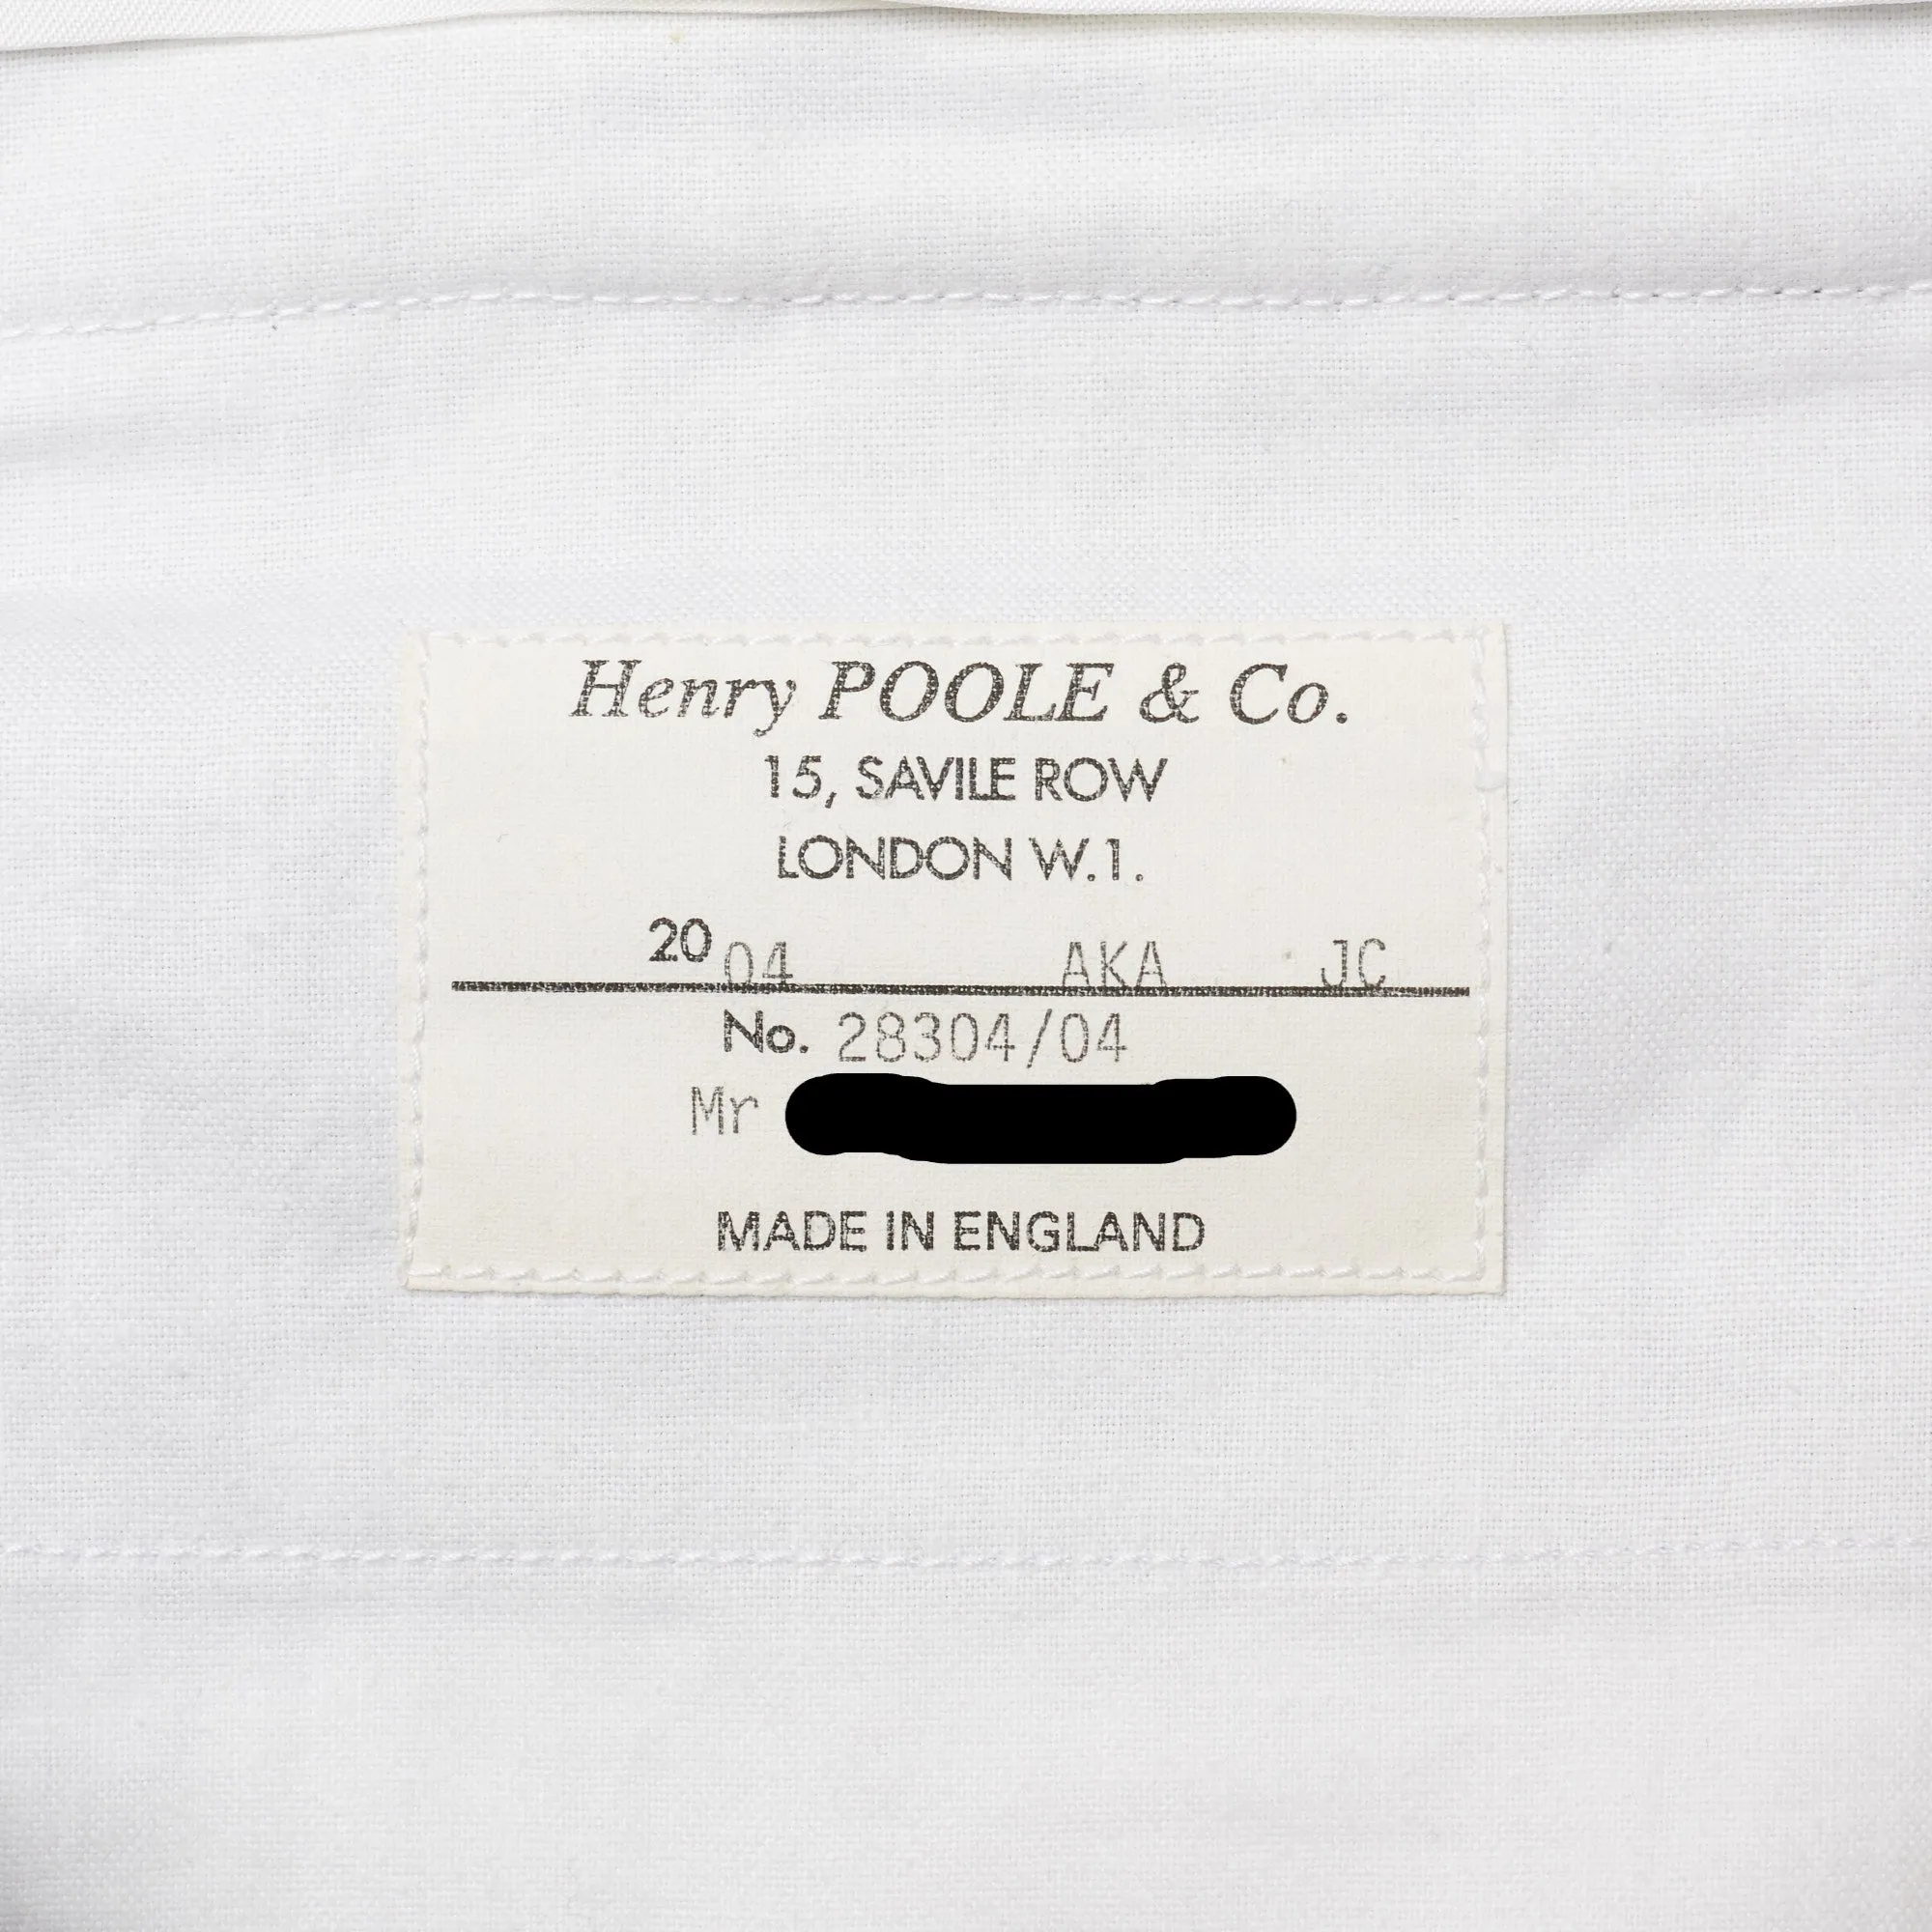 Henry POOLE & Co.
15, SAVILE ROW
LONDON W.1.
20 04 AKA JC
No. 28304/04
Mr
MADE IN ENGLAND